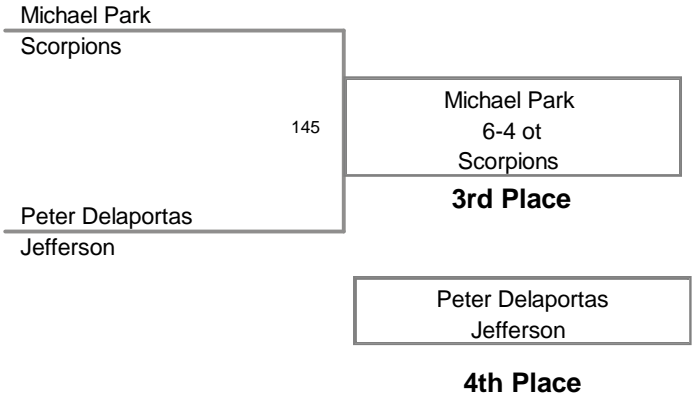 Michael Park
Scorpions
145
Michael Park
6-4 ot
Scorpions
3rd Place
Peter Delaportas
Jefferson
Peter Delaportas
Jefferson
4th Place